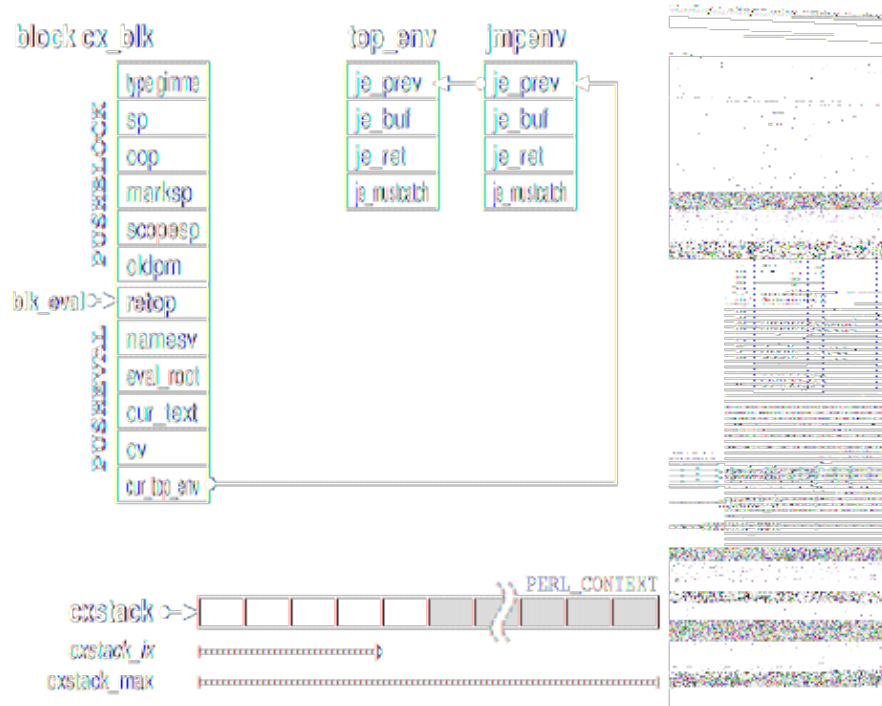 block cx_blk
top_env
jmpenv
type gimme
sp
cop
marksp
scopesp
oldpm
PUSHBLOCK
blk_eval
retop
namesv
eval_root
cur_text
cv
cur_top_env
PUSHEVAL
je_prev
je_buf
je_ret
je_mustcatch
je_prev
je_buf
je_ret
je_mustcatch
PERL_CONTEXT
cxstack
cxstack_ix
cxstack_max